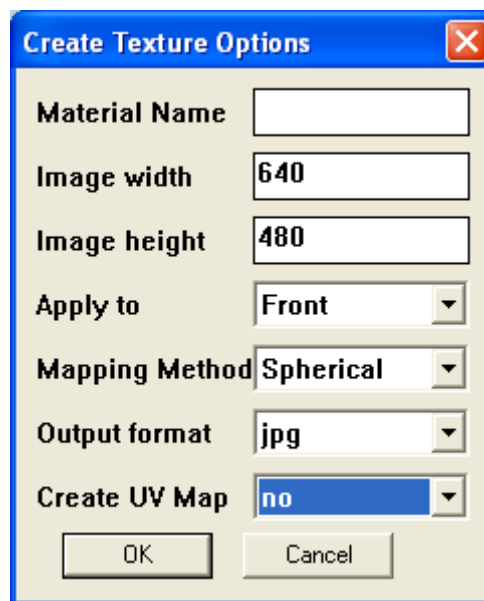 Create Texture Options
Material Name
Image width 640
Image height 480
Apply to Front
Mapping Method Spherical
Output format jpg
Create UV Map no
OK Cancel